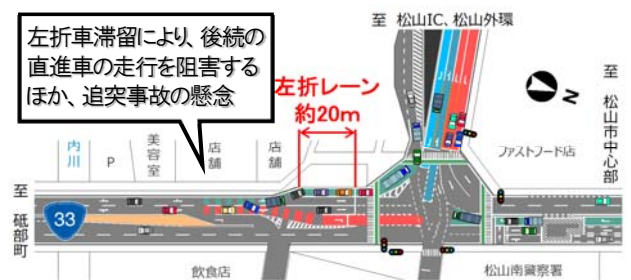 左折車滞留により、後続の
直進車の走行を阻害する
ほか、追突事故の懸念
至 松山IC、松山外環
左折レーン
約20m
N
至 松山市中心部
内川
P
美容室
店舗
店舗
ファストフード店
至 砥部町
33
飲食店
松山南警察署